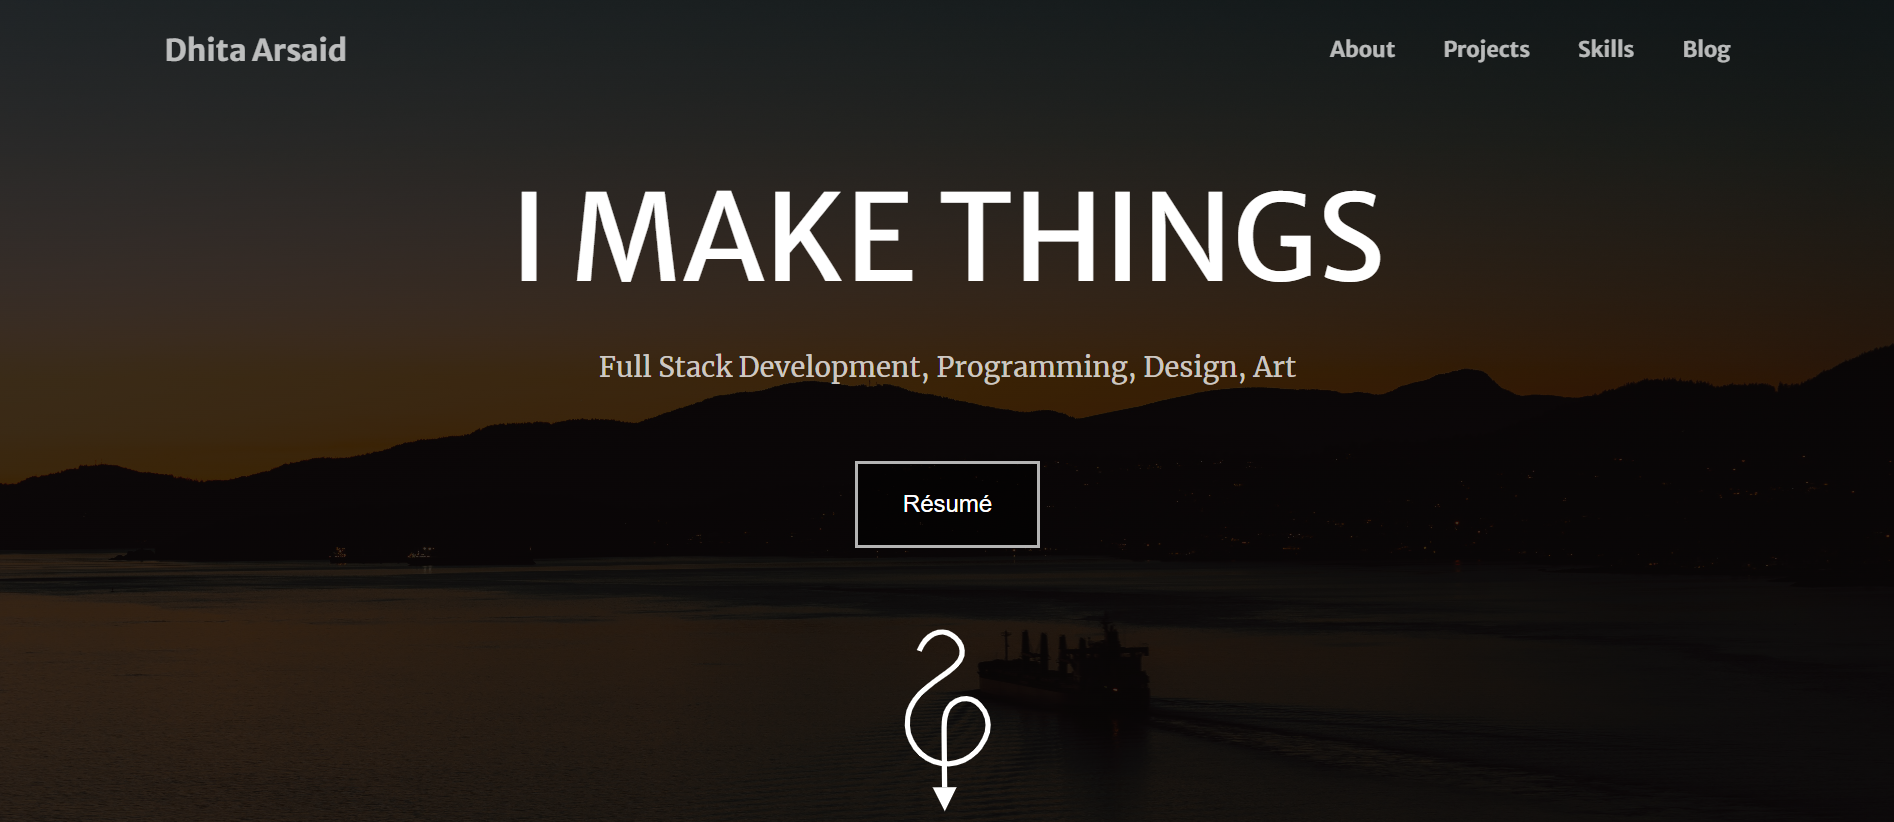 Dhita Arsaid
About Projects Skills Blog
I MAKE THINGS
Full Stack Development, Programming, Design, Art
Résumé